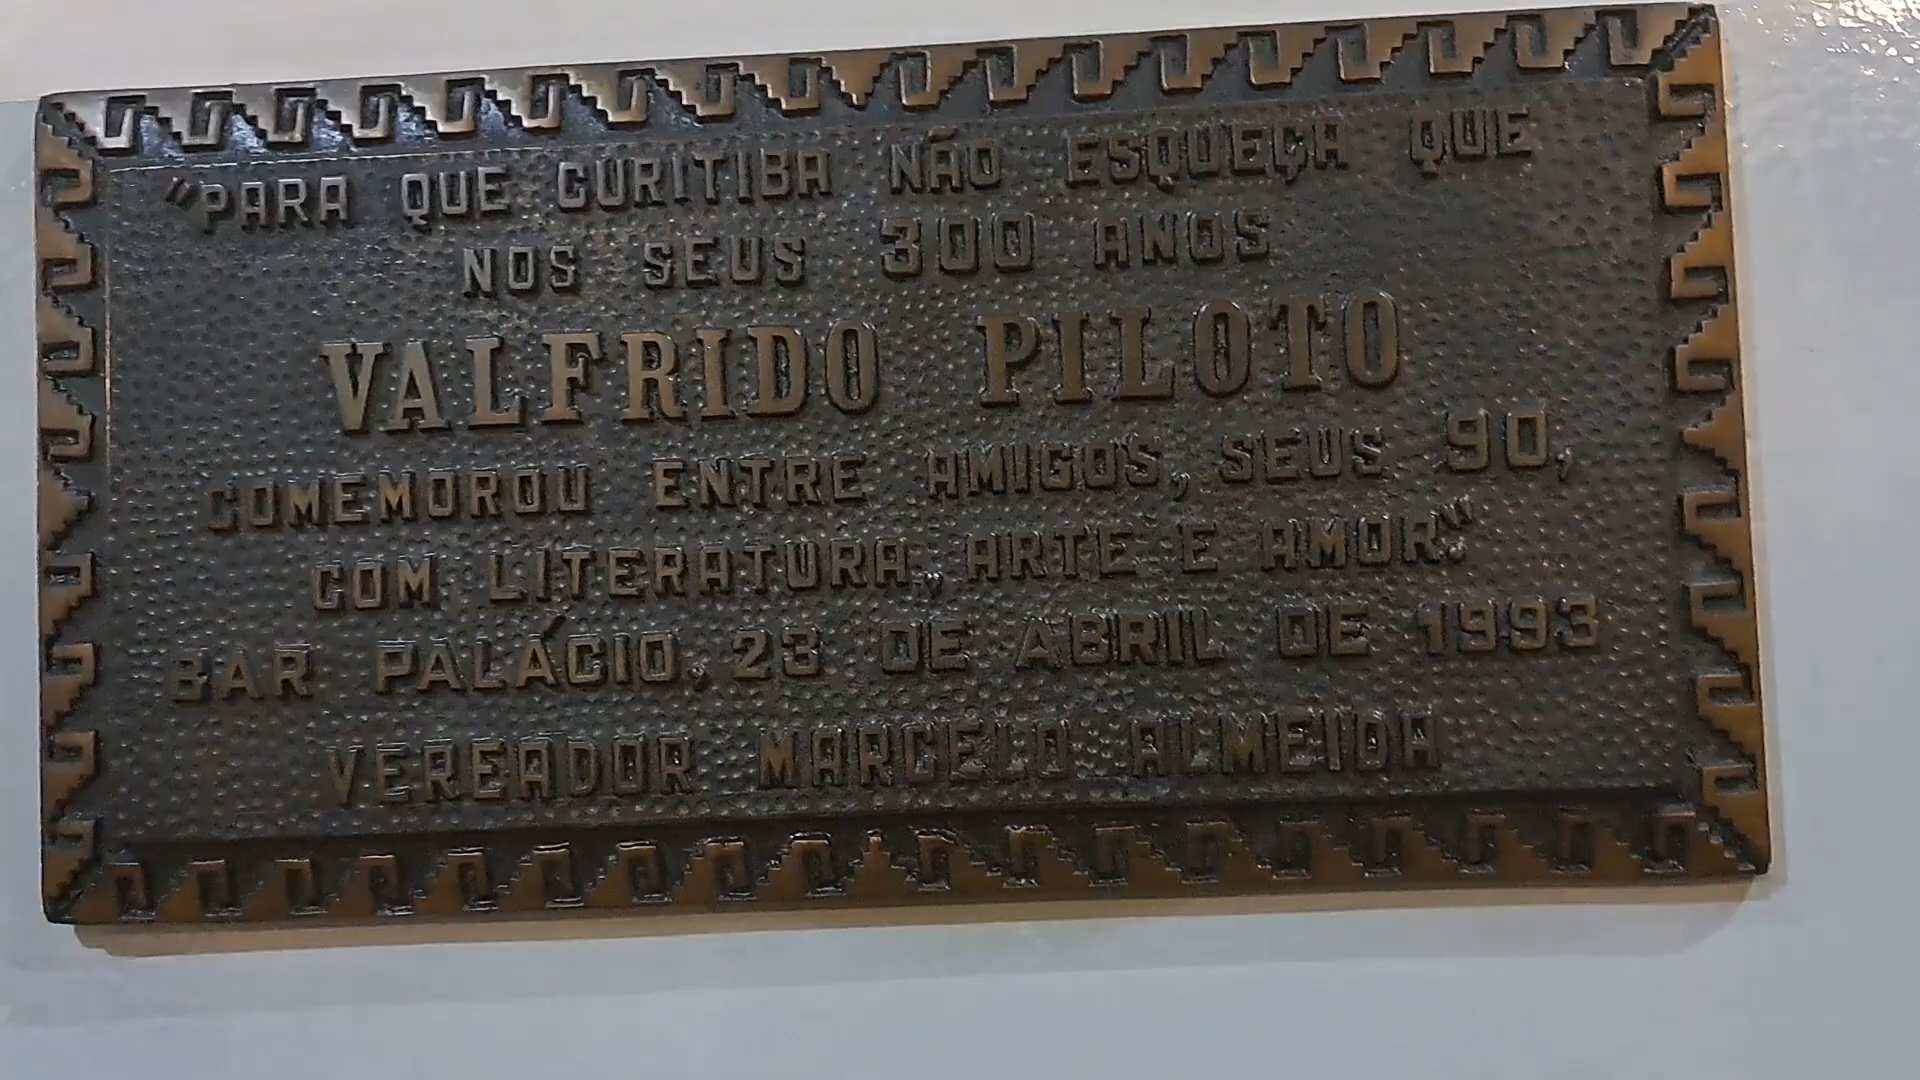 "PARA QUE CURITIBA NÃO ESQUEÇA QUE
NOS SEUS 300 ANOS
VALFRIDO PILOTO
COMEMOROU ENTRE AMIGOS, SEUS 90,
COM LITERATURA, ARTE E AMOR".
BAR PALÁCIO, 23 DE ABRIL DE 1993
VEREADOR MARCELO ALMEIDA